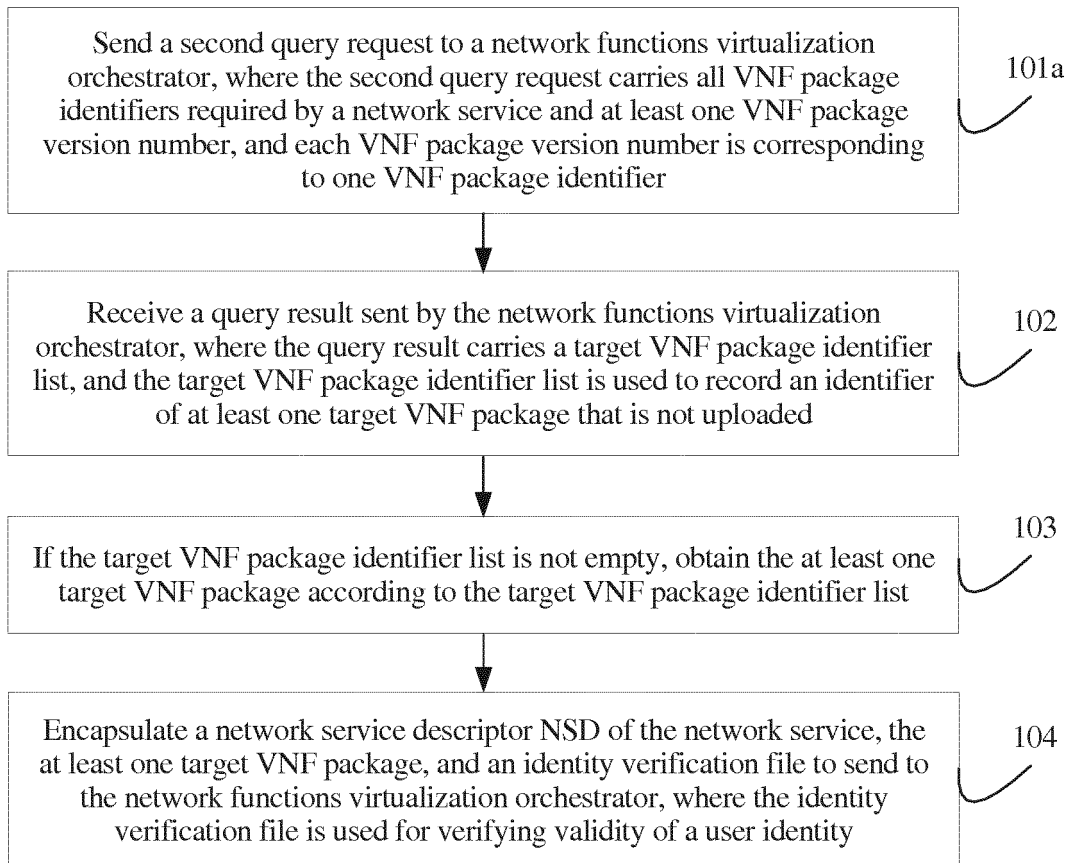 Send a second query request to a network functions virtualization
orchestrator, where the second query request carries all VNF package
identifiers required by a network service and at least one VNF package
version number, and each VNF package version number is corresponding
to one VNF package identifier
101a
Receive a query result sent by the network functions virtualization
orchestrator, where the query result carries a target VNF package identifier
list, and the target VNF package identifier list is used to record an identifier
of at least one target VNF package that is not uploaded
102
If the target VNF package identifier list is not empty, obtain the at least one
target VNF package according to the target VNF package identifier list
103
Encapsulate a network service descriptor NSD of the network service, the
at least one target VNF package, and an identity verification file to send to
the network functions virtualization orchestrator, where the identity
verification file is used for verifying validity of a user identity
104